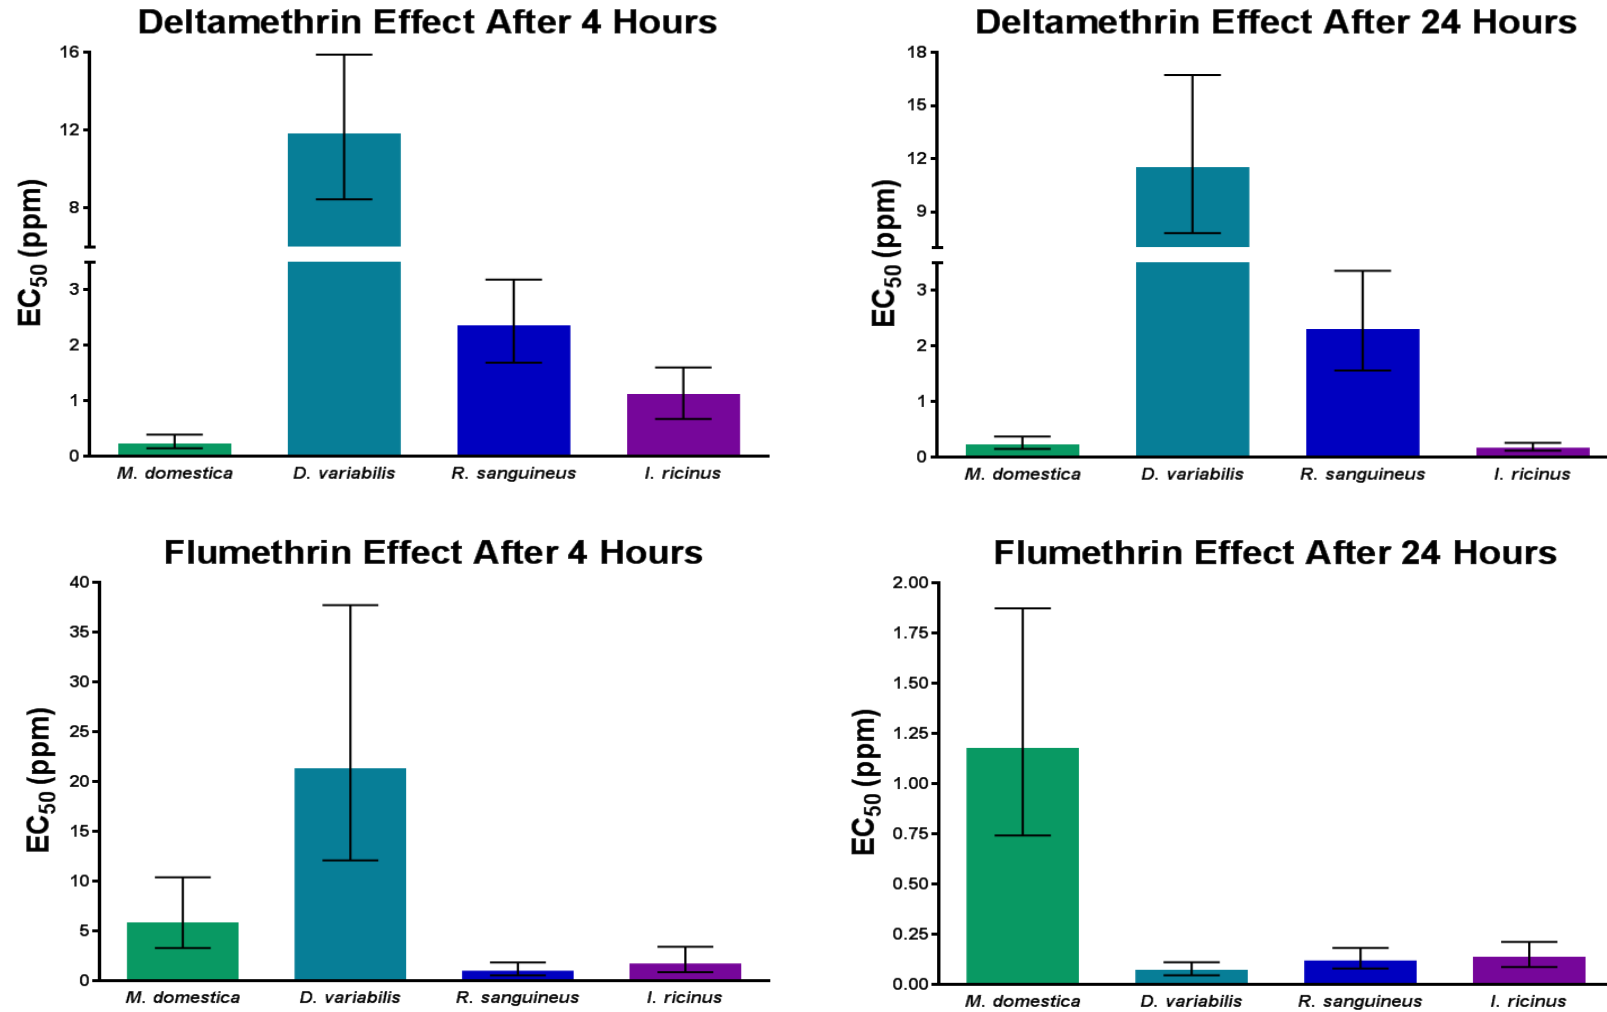 Deltamethrin Effect After 4 Hours
EC50 (ppm)
16
12
8
3
2
1
0
M. domestica D. variabilis R. sanguineus I. ricinus
Deltamethrin Effect After 24 Hours
EC50 (ppm)
18
15
12
9
3
2
1
0
M. domestica D. variabilis R. sanguineus I. ricinus
Flumethrin Effect After 4 Hours
EC50 (ppm)
40
35
30
25
20
15
10
5
0
M. domestica D. variabilis R. sanguineus I. ricinus
Flumethrin Effect After 24 Hours
EC50 (ppm)
2.00
1.75
1.50
1.25
1.00
0.75
0.50
0.25
0.00
M. domestica D. variabilis R. sanguineus I. ricinus